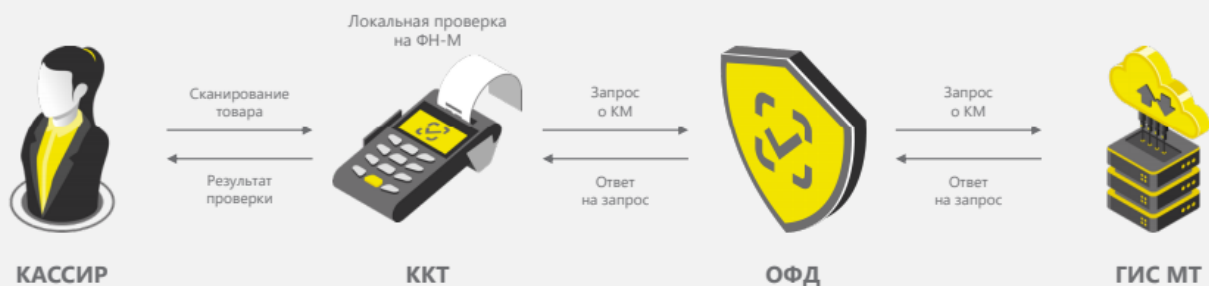 Локальная проверка
на ФН-М
Сканирование
товара
Запрос
о КМ
Запрос
о КМ
Результат
проверки
Ответ
на запрос
Ответ
на запрос
КАССИР
ККТ
ОФД
ГИС МТ